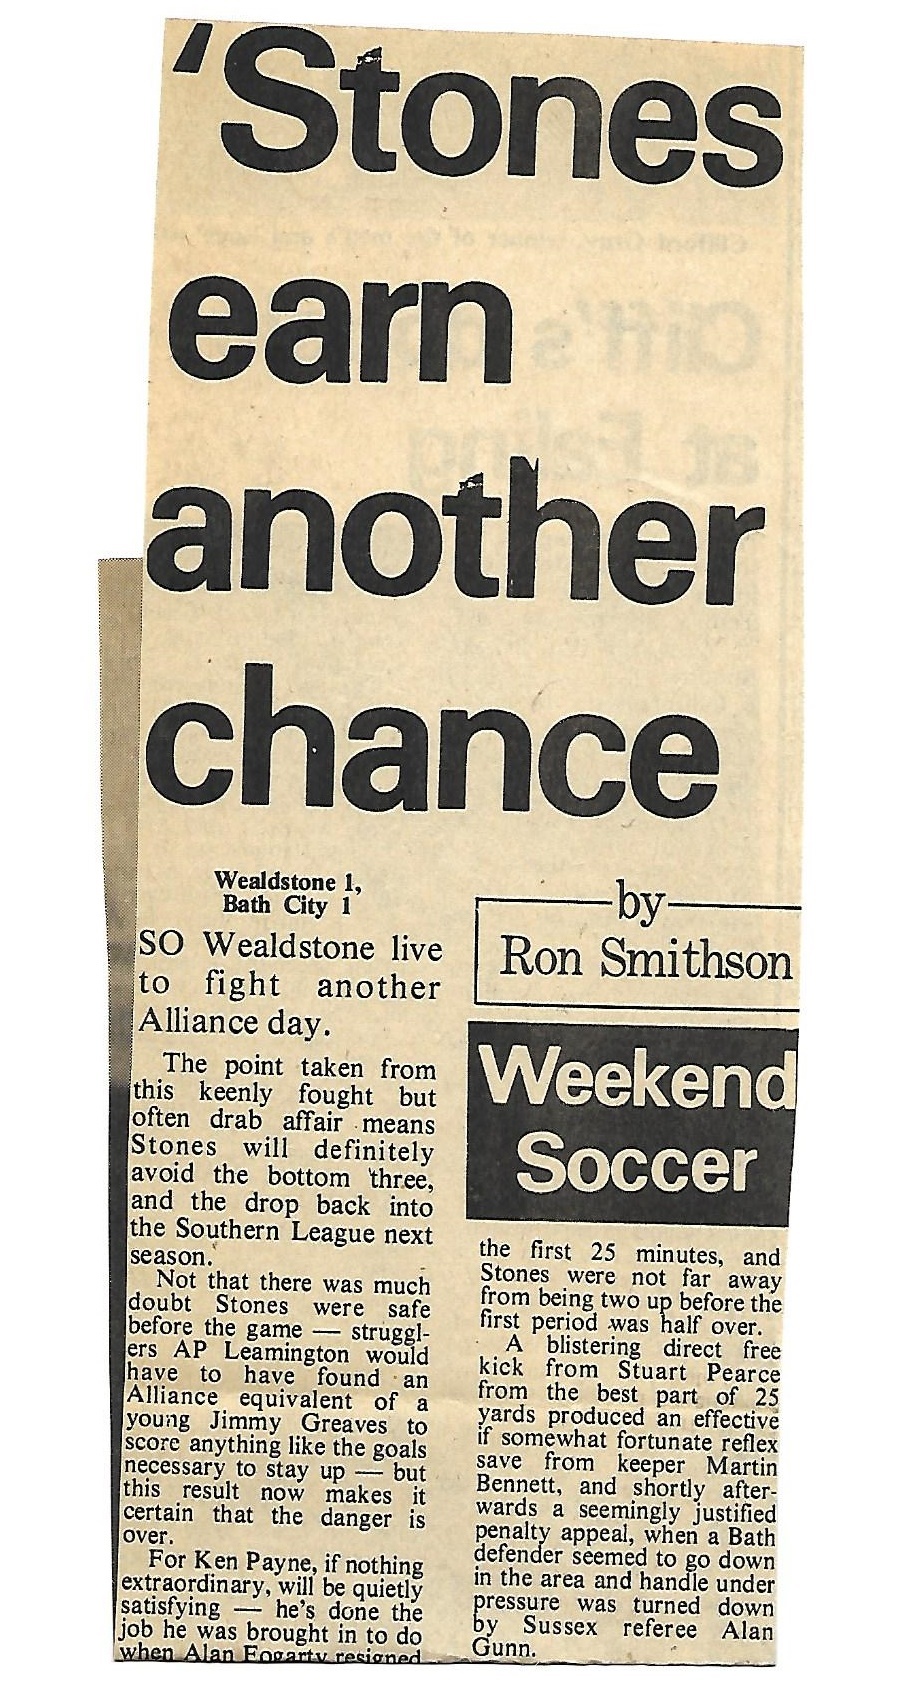 'Stones
earn
another
chance
Wealdstone 1,
Bath City 1
SO Wealdstone live
to fight another
Alliance day.
The point taken from
this keenly fought but
often drab affair means
Stones will definitely
avoid the bottom three,
and the drop back into
the Southern League next
season.
Not that there was much
doubt Stones were safe
before the game — struggl-
ers AP Leamington would
have to have found an
Alliance equivalent of a
young Jimmy Greaves to
score anything like the goals
necessary to stay up — but
this result now makes it
certain that the danger is
over.
For Ken Payne, if nothing
extraordinary, will be quietly
satisfying — he's done the
job he was brought in to do
when Alan Fogarty resigned
by
Ron Smithson
Weekend
Soccer
the first 25 minutes, and
Stones were not far away
from being two up before the
first period was half over.
A blistering direct free
kick from Stuart Pearce
from the best part of 25
yards produced an effective
if somewhat fortunate reflex
save from keeper Martin
Bennett, and shortly after-
wards a seemingly justified
penalty appeal, when a Bath
defender seemed to go down
in the area and handle under
pressure was turned down
by Sussex referee Alan
Gunn.